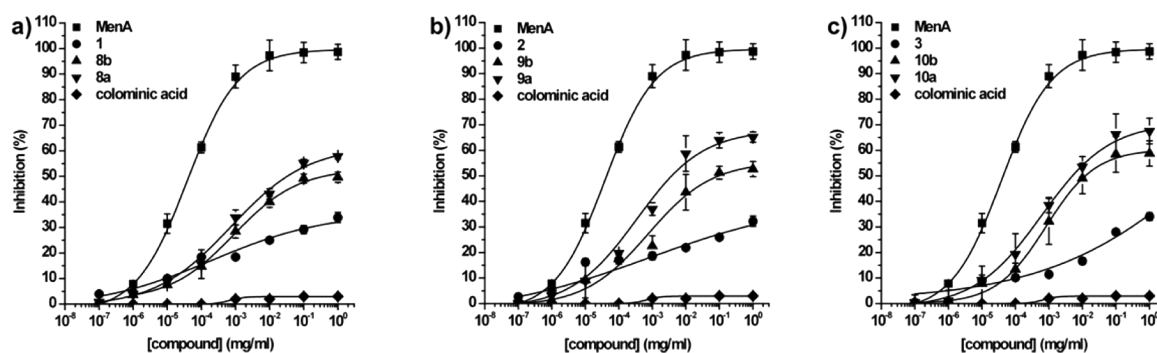 a)
MenA
1
8b
8a
colominic acid
Inhibition (%)
110
100
90
80
70
60
50
40
30
20
10
0
10⁻⁸ 10⁻⁷ 10⁻⁶ 10⁻⁵ 10⁻⁴ 10⁻³ 10⁻² 10⁻¹ 10⁰
[compound] (mg/ml)
b)
MenA
2
9b
9a
colominic acid
Inhibition (%)
110
100
90
80
70
60
50
40
30
20
10
0
10⁻⁸ 10⁻⁷ 10⁻⁶ 10⁻⁵ 10⁻⁴ 10⁻³ 10⁻² 10⁻¹ 10⁰
[compound] (mg/ml)
c)
MenA
3
10b
10a
colominic acid
Inhibition (%)
110
100
90
80
70
60
50
40
30
20
10
0
10⁻⁸ 10⁻⁷ 10⁻⁶ 10⁻⁵ 10⁻⁴ 10⁻³ 10⁻² 10⁻¹ 10⁰
[compound] (mg/ml)